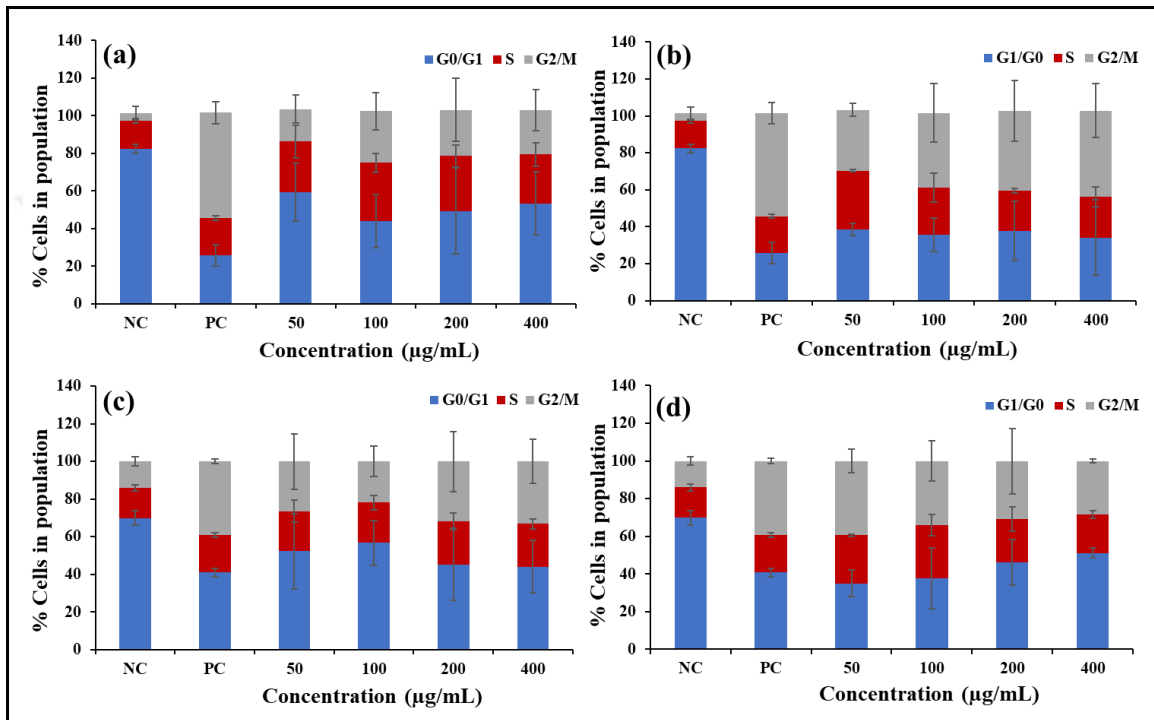 (a)
G0/G1 S G2/M
140
120
100
80
60
40
20
0
% Cells in population
NC PC 50 100 200 400
Concentration (µg/mL)
(b)
G1/G0 S G2/M
140
120
100
80
60
40
20
0
% Cells in population
NC PC 50 100 200 400
Concentration (µg/mL)
(c)
G0/G1 S G2/M
140
120
100
80
60
40
20
0
% Cells in population
NC PC 50 100 200 400
Concentration (µg/mL)
(d)
G1/G0 S G2/M
140
120
100
80
60
40
20
0
% Cells in population
NC PC 50 100 200 400
Concentration (µg/mL)